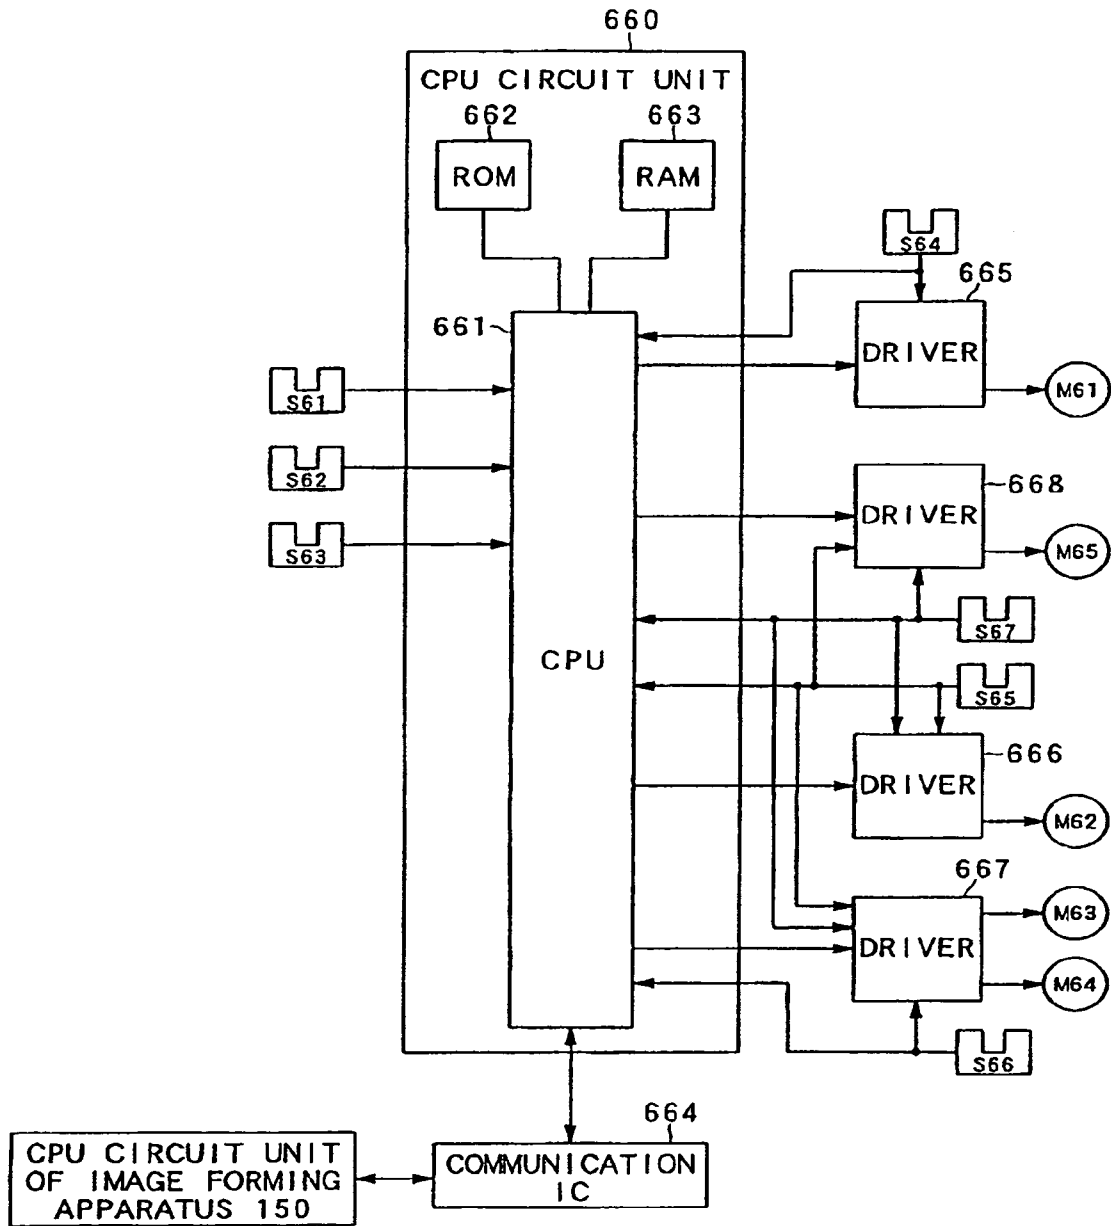 660
CPU CIRCUIT UNIT
662
663
ROM
RAM
S64
665
661
DRIVER
S61
M61
S62
668
DRIVER
S63
M65
S67
CPU
S65
666
DRIVER
M62
667
M63
DRIVER
M64
S66
664
CPU CIRCUIT UNIT
OF IMAGE FORMING
APPARATUS 150
COMMUNICATION
IC